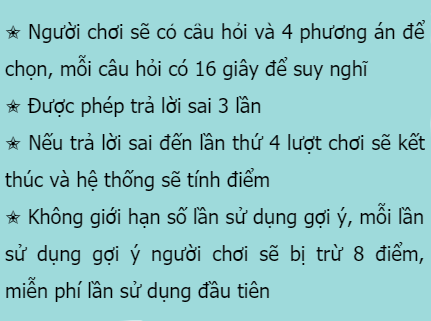 ✯ Người chơi sẽ có câu hỏi và 4 phương án để
chọn, mỗi câu hỏi có 16 giây để suy nghĩ
✯ Được phép trả lời sai 3 lần
✯ Nếu trả lời sai đến lần thứ 4 lượt chơi sẽ kết
thúc và hệ thống sẽ tính điểm
✯ Không giới hạn số lần sử dụng gợi ý, mỗi lần
sử dụng gợi ý người chơi sẽ bị trừ 8 điểm,
miễn phí lần sử dụng đầu tiên